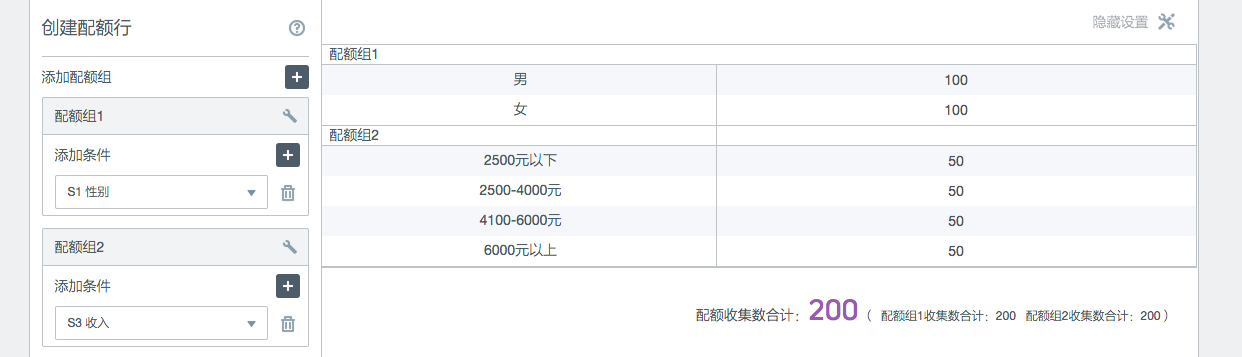 创建配额行
添加配额组
配额组1
添加条件
S1 性别
配额组2
添加条件
S3 收入
隐藏设置
配额组1
男 100
女 100
配额组2
2500元以下 50
2500-4000元 50
4100-6000元 50
6000元以上 50
配额收集数合计：200（ 配额组1收集数合计：200 配额组2收集数合计：200 ）